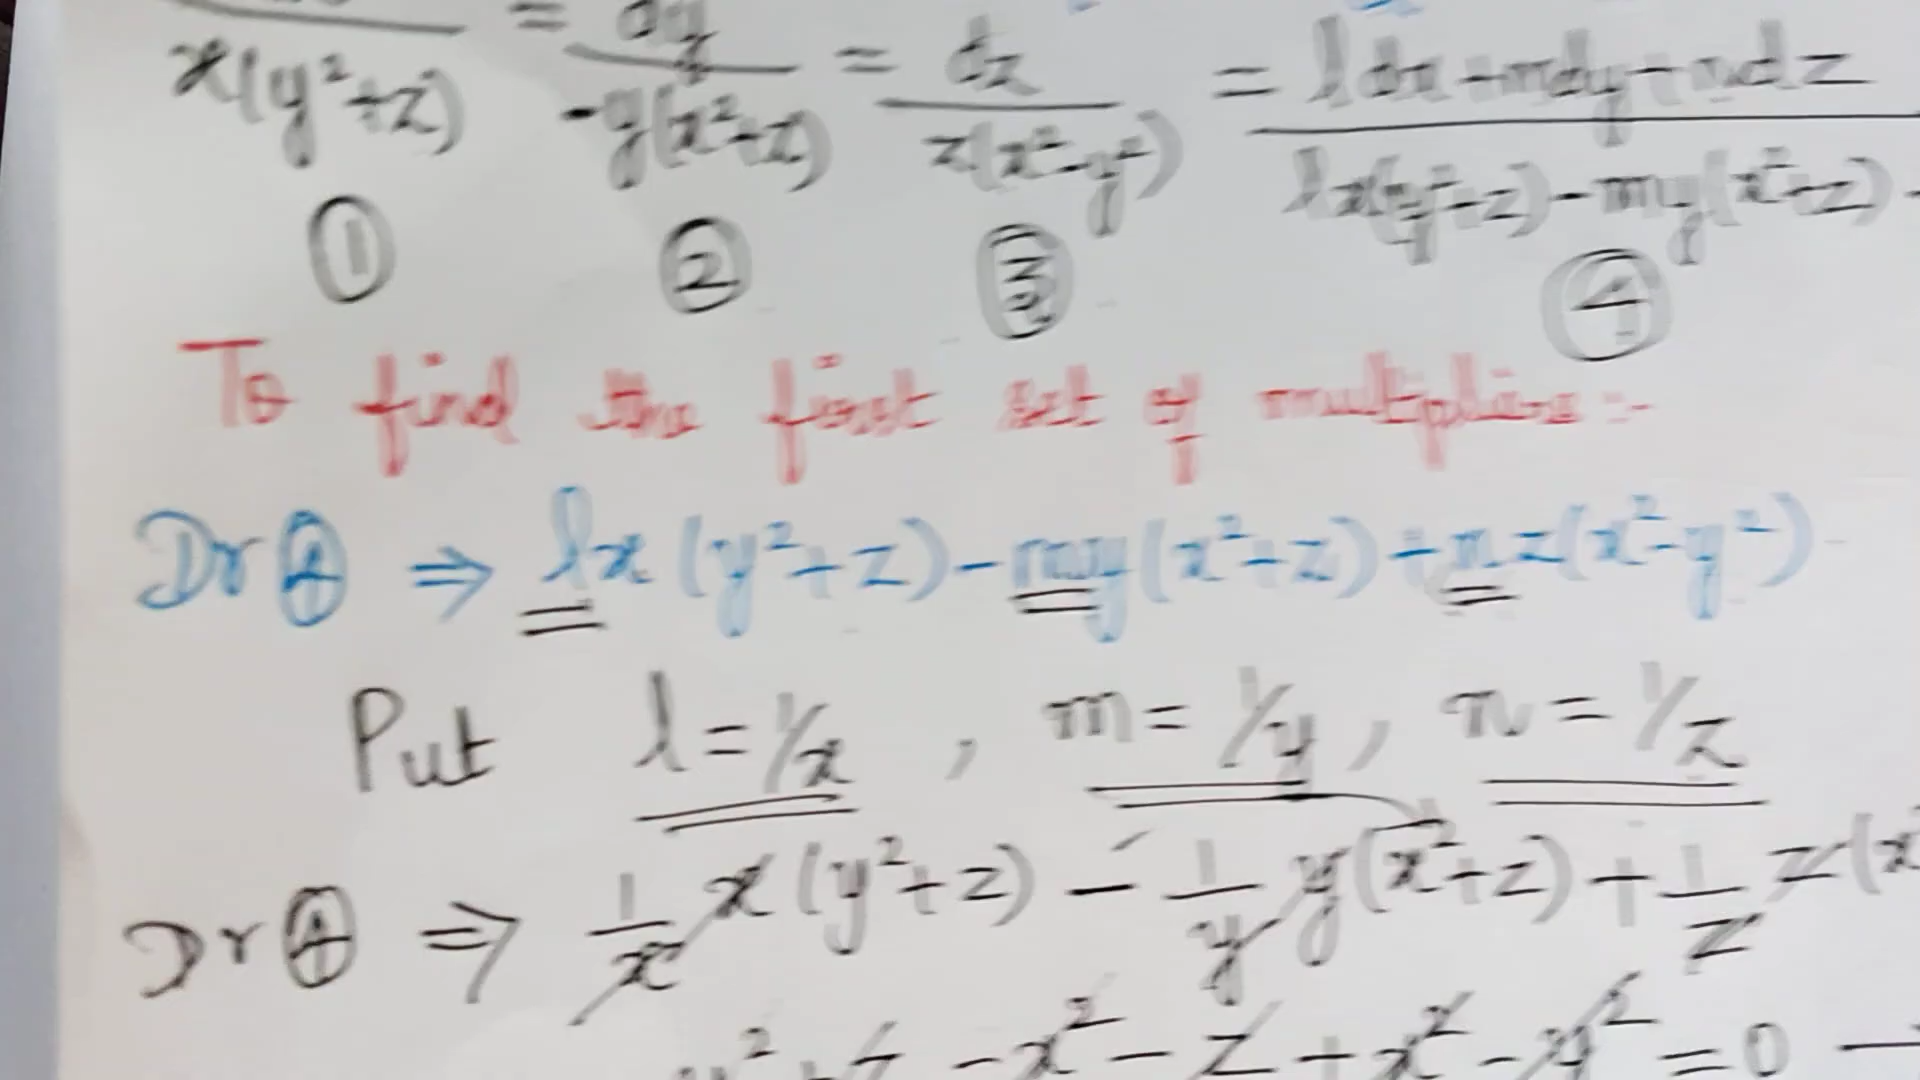 x(y²+z) = dy/-y(x²+z) = dz/z(x²-y²) = ldx+mdy+ndz/lx(y²+z)-my(x²+z)
① ② ③ ④
To find the first set of multipliers :-
Dr ④ ⇒ lx(y²+z)-my(x²+z)+nz(x²-y²)
Put l=1/x , m=1/y , n=1/z
Dr ④ ⇒ 1/x x(y²+z) - 1/y y(x²+z) + 1/z z(x²
y²+z-x²-z+x²-y²=0